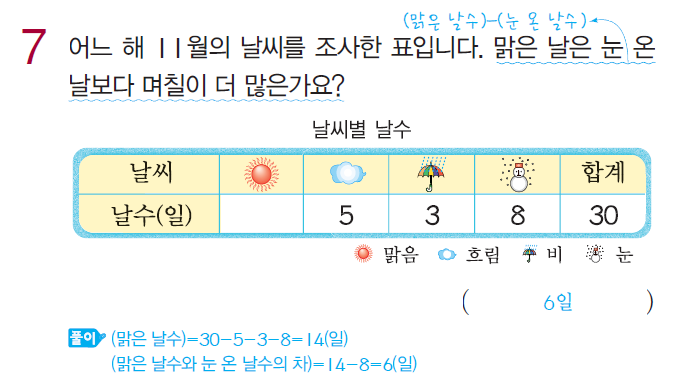 (맑은 날수)-(눈 온 날수)
7 어느 해 11월의 날씨를 조사한 표입니다. 맑은 날은 눈 온
날보다 며칠이 더 많은가요?
날씨별 날수
날씨 합계
날수(일) 5 3 8 30
맑음 흐림 비 눈
( 6일 )
풀이 (맑은 날수)=30-5-3-8=14(일)
(맑은 날수와 눈 온 날수의 차)=14-8=6(일)